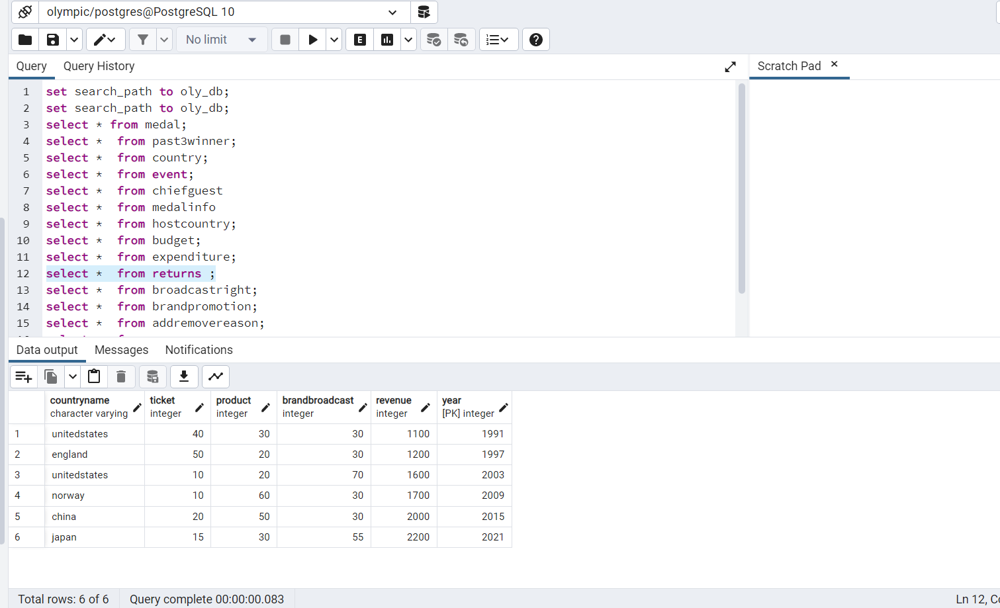 olympic/postgres@PostgreSQL 10
No limit
E
Query Query History
Scratch Pad
1 set search_path to oly_db;
2 set search_path to oly_db;
3 select * from medal;
4 select *  from past3winner;
5 select *  from country;
6 select *  from event;
7 select *  from chiefguest
8 select *  from medalinfo
9 select *  from hostcountry;
10 select *  from budget;
11 select *  from expenditure;
12 select *  from returns ;
13 select *  from broadcastright;
14 select *  from brandpromotion;
15 select *  from addremovereason;
Data output Messages Notifications
countryname ticket product brandbroadcast revenue year
character varying integer integer integer integer [PK] integer
1 unitedstates 40 30 30 1100 1991
2 england 50 20 30 1200 1997
3 unitedstates 10 20 70 1600 2003
4 norway 10 60 30 1700 2009
5 china 20 50 30 2000 2015
6 japan 15 30 55 2200 2021
Total rows: 6 of 6 Query complete 00:00:00.083 Ln 12,